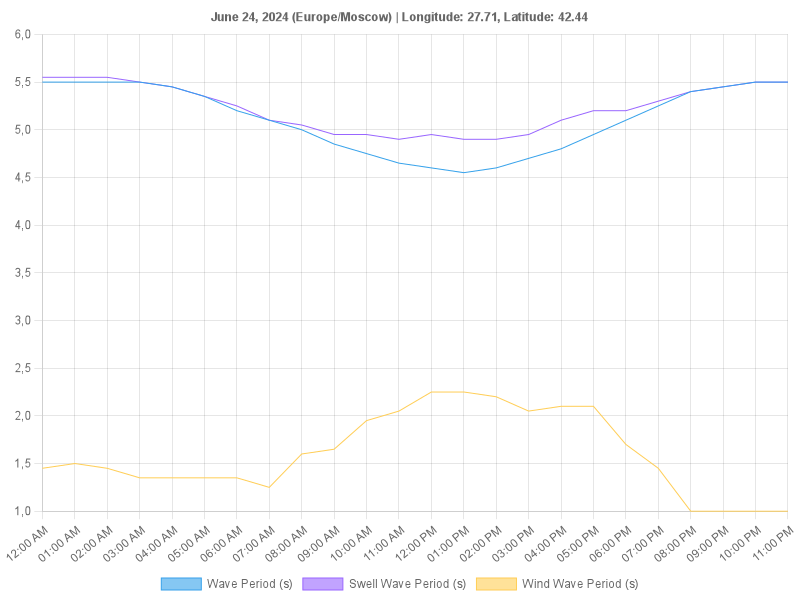 June 24, 2024 (Europe/Moscow) | Longitude: 27.71, Latitude: 42.44
6,0
5,5
5,0
4,5
4,0
3,5
3,0
2,5
2,0
1,5
1,0
12:00 AM
01:00 AM
02:00 AM
03:00 AM
04:00 AM
05:00 AM
06:00 AM
07:00 AM
08:00 AM
09:00 AM
10:00 AM
11:00 AM
12:00 PM
01:00 PM
02:00 PM
03:00 PM
04:00 PM
05:00 PM
06:00 PM
07:00 PM
08:00 PM
09:00 PM
10:00 PM
11:00 PM
Wave Period (s)
Swell Wave Period (s)
Wind Wave Period (s)